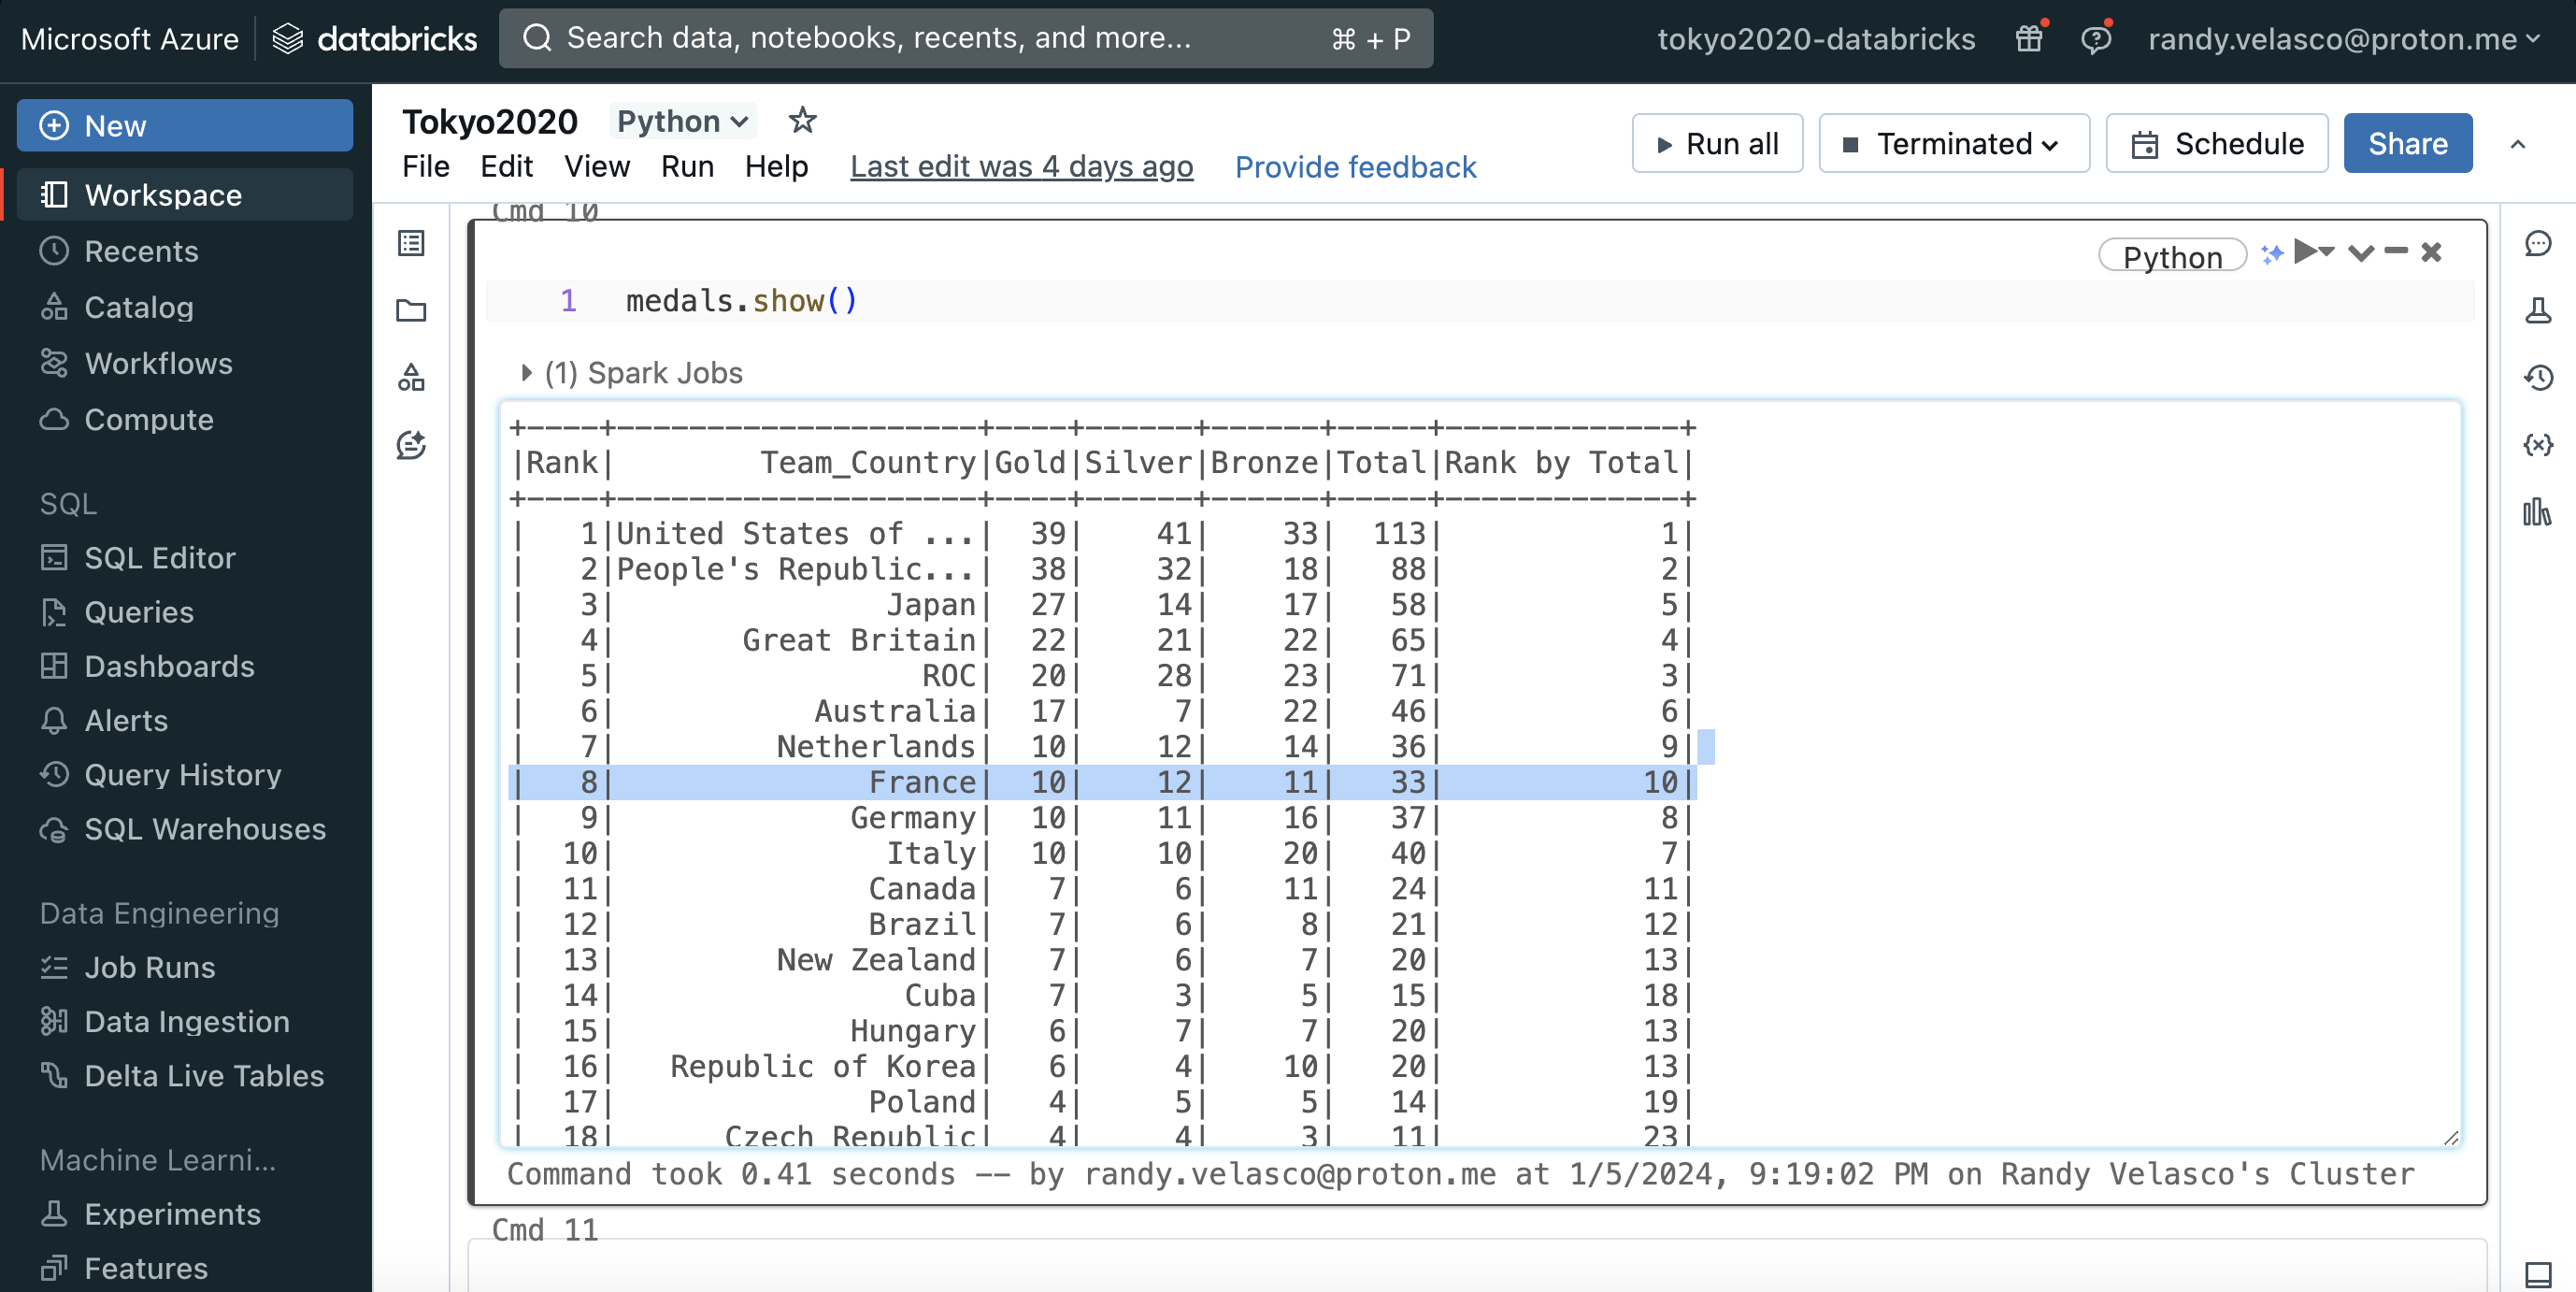 Microsoft Azure databricks Search data, notebooks, recents, and more... ⌘ + P tokyo2020-databricks randy.velasco@proton.me
New
Workspace
Recents
Catalog
Workflows
Compute
SQL
SQL Editor
Queries
Dashboards
Alerts
Query History
SQL Warehouses
Data Engineering
Job Runs
Data Ingestion
Delta Live Tables
Machine Learni...
Experiments
Features
Tokyo2020 Python
File Edit View Run Help Last edit was 4 days ago Provide feedback
Run all Terminated Schedule Share
Cmd 10
Python
1 medals.show()
(1) Spark Jobs
+----+--------------------+----+------+------+-----+-------------+
|Rank|        Team_Country|Gold|Silver|Bronze|Total|Rank by Total|
+----+--------------------+----+------+------+-----+-------------+
|   1|United States of ...|  39|    41|    33|  113|            1|
|   2|People's Republic...|  38|    32|    18|   88|            2|
|   3|               Japan|  27|    14|    17|   58|            5|
|   4|       Great Britain|  22|    21|    22|   65|            4|
|   5|                 ROC|  20|    28|    23|   71|            3|
|   6|           Australia|  17|     7|    22|   46|            6|
|   7|         Netherlands|  10|    12|    14|   36|            9|
|   8|              France|  10|    12|    11|   33|           10|
|   9|             Germany|  10|    11|    16|   37|            8|
|  10|               Italy|  10|    10|    20|   40|            7|
|  11|              Canada|   7|     6|    11|   24|           11|
|  12|              Brazil|   7|     6|     8|   21|           12|
|  13|         New Zealand|   7|     6|     7|   20|           13|
|  14|                Cuba|   7|     3|     5|   15|           18|
|  15|             Hungary|   6|     7|     7|   20|           13|
|  16|   Republic of Korea|   6|     4|    10|   20|           13|
|  17|              Poland|   4|     5|     5|   14|           19|
|  18|      Czech Republic|   4|     4|     3|   11|           23|
Command took 0.41 seconds -- by randy.velasco@proton.me at 1/5/2024, 9:19:02 PM on Randy Velasco's Cluster
Cmd 11